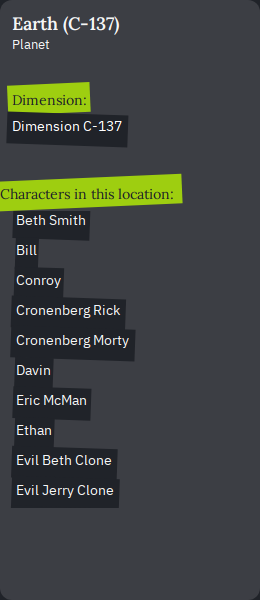 Earth (C-137)
Planet
Dimension:
Dimension C-137
Characters in this location:
Beth Smith
Bill
Conroy
Cronenberg Rick
Cronenberg Morty
Davin
Eric McMan
Ethan
Evil Beth Clone
Evil Jerry Clone